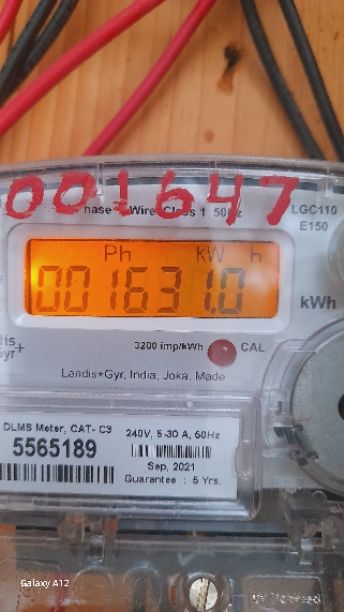 001647
hase Wire Class 1 50Hz LGC110
E150
Ph kW h
001631.0
kWh
3200 imp/kWh CAL
Landis+Gyr, India, Joka. Made
DLMS Meter, CAT- C3
5565189
240V, 5-30 A, 50Hz
Sep, 2021
Guarantee : 5 Yrs.
Galaxy A12